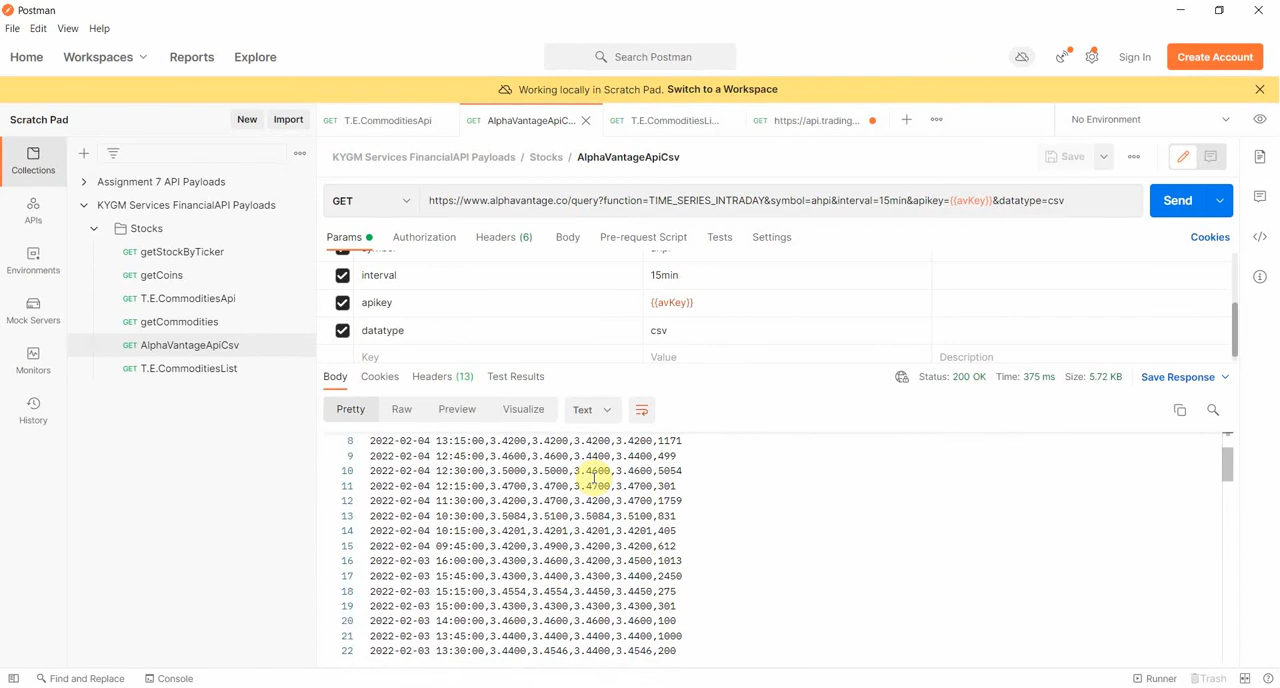 Postman
File Edit View Help
Home Workspaces Reports Explore Search Postman Sign In Create Account
Working locally in Scratch Pad. Switch to a Workspace
Scratch Pad New Import GET T.E.CommoditiesApi GET AlphaVantageApiC... GET T.E.CommoditiesLi... GET https://api.trading... No Environment
Collections
APIs
Environments
Mock Servers
Monitors
History
Assignment 7 API Payloads
KYGM Services FinancialAPI Payloads
Stocks
GET getStockByTicker
GET getCoins
GET T.E.CommoditiesApi
GET getCommodities
GET AlphaVantageApiCsv
GET T.E.CommoditiesList
KYGM Services FinancialAPI Payloads / Stocks / AlphaVantageApiCsv Save
GET https://www.alphavantage.co/query?function=TIME_SERIES_INTRADAY&symbol=ahpi&interval=15min&apikey={{avKey}}&datatype=csv Send
Params Authorization Headers (6) Body Pre-request Script Tests Settings Cookies
interval 15min
apikey {{avKey}}
datatype csv
Key Value Description
Body Cookies Headers (13) Test Results Status: 200 OK Time: 375 ms Size: 5.72 KB Save Response
Pretty Raw Preview Visualize Text
8 2022-02-04 13:15:00,3.4200,3.4200,3.4200,3.4200,1171
9 2022-02-04 12:45:00,3.4600,3.4600,3.4400,3.4400,499
10 2022-02-04 12:30:00,3.5000,3.5000,3.4600,3.4600,5054
11 2022-02-04 12:15:00,3.4700,3.4700,3.4700,3.4700,301
12 2022-02-04 11:30:00,3.4200,3.4700,3.4200,3.4700,1759
13 2022-02-04 10:30:00,3.5084,3.5100,3.5084,3.5100,831
14 2022-02-04 10:15:00,3.4201,3.4201,3.4201,3.4201,405
15 2022-02-04 09:45:00,3.4200,3.4900,3.4200,3.4200,612
16 2022-02-03 16:00:00,3.4300,3.4600,3.4200,3.4500,1013
17 2022-02-03 15:45:00,3.4300,3.4400,3.4300,3.4400,2450
18 2022-02-03 15:15:00,3.4554,3.4554,3.4450,3.4450,275
19 2022-02-03 15:00:00,3.4300,3.4300,3.4300,3.4300,301
20 2022-02-03 14:00:00,3.4600,3.4600,3.4600,3.4600,100
21 2022-02-03 13:45:00,3.4400,3.4400,3.4400,3.4400,1000
22 2022-02-03 13:30:00,3.4400,3.4546,3.4400,3.4546,200
Find and Replace Console Runner Trash